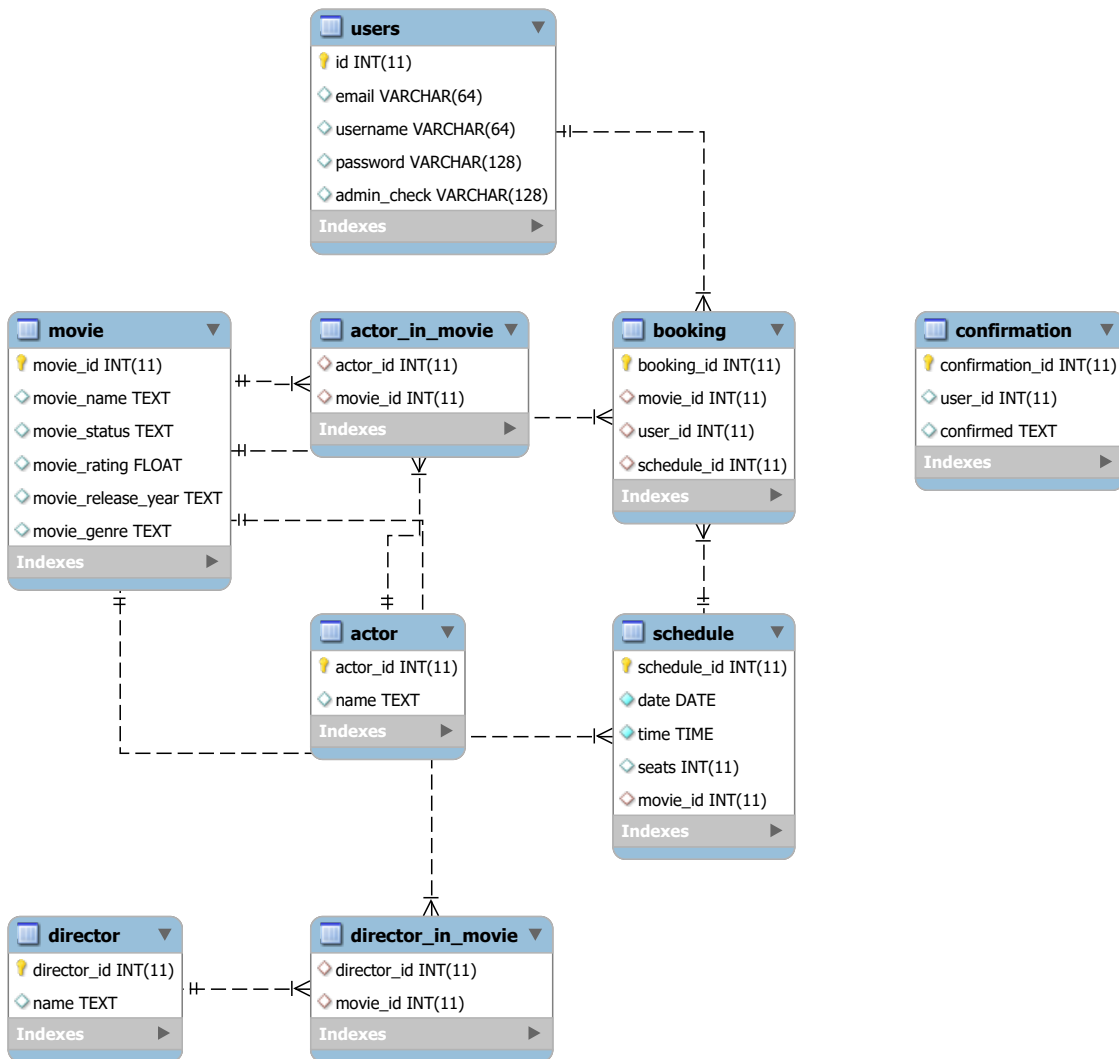 users
id INT(11)
email VARCHAR(64)
username VARCHAR(64)
password VARCHAR(128)
admin_check VARCHAR(128)
Indexes
movie
movie_id INT(11)
movie_name TEXT
movie_status TEXT
movie_rating FLOAT
movie_release_year TEXT
movie_genre TEXT
Indexes
actor_in_movie
actor_id INT(11)
movie_id INT(11)
Indexes
booking
booking_id INT(11)
movie_id INT(11)
user_id INT(11)
schedule_id INT(11)
Indexes
confirmation
confirmation_id INT(11)
user_id INT(11)
confirmed TEXT
Indexes
actor
actor_id INT(11)
name TEXT
Indexes
schedule
schedule_id INT(11)
date DATE
time TIME
seats INT(11)
movie_id INT(11)
Indexes
director
director_id INT(11)
name TEXT
Indexes
director_in_movie
director_id INT(11)
movie_id INT(11)
Indexes